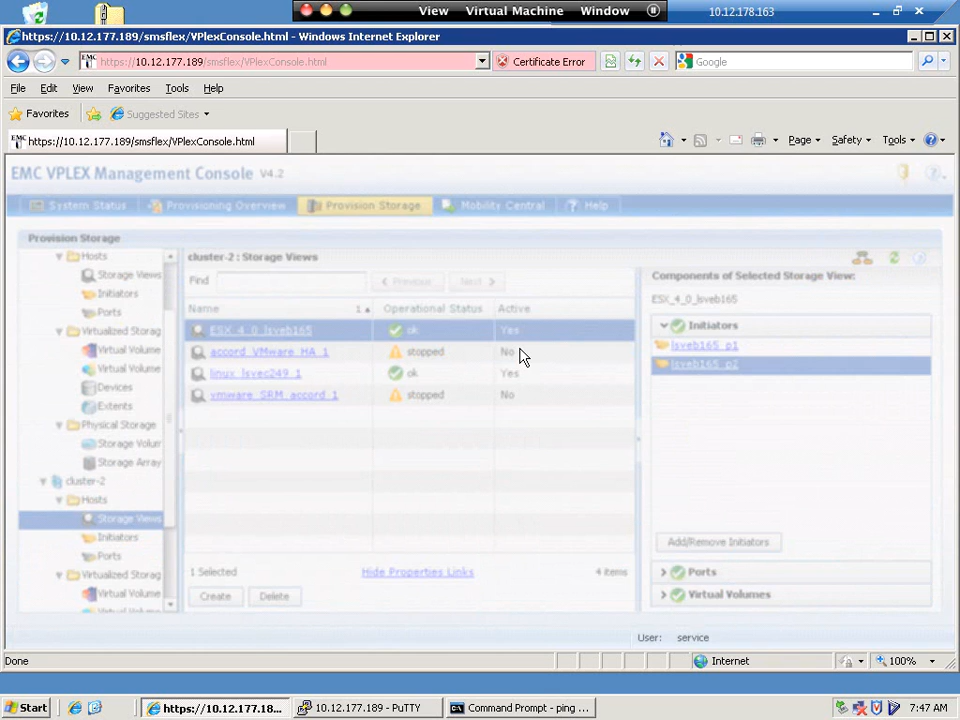 View Virtual Machine Window 10.12.178.163
https://10.12.177.189/smsflex/VPlexConsole.html - Windows Internet Explorer
EMC https://10.12.177.189/smsflex/VPlexConsole.html Certificate Error Google
File Edit View Favorites Tools Help
Favorites Suggested Sites
EMC https://10.12.177.189/smsflex/VPlexConsole.html Page Safety Tools
EMC VPLEX Management Console V4.2
System Status Provisioning Overview Provision Storage Mobility Central Help
Provision Storage
Hosts
Storage Views
Initiators
Ports
Virtualized Storag
Virtual Volume
Virtual Volume
Devices
Extents
Physical Storage
Storage Volum
Storage Array
cluster-2
Hosts
Storage Views
Initiators
Ports
Virtualized Storag
Virtual Volume
cluster-2 : Storage Views
Find Previous Next
Name 1 Operational Status Active
ESX_4_0_lsveb165 ok Yes
accord_VMware_HA_1 stopped No
linux_lsvec249_1 ok Yes
vmware_SRM_accord_1 stopped No
1 Selected Hide Properties Links 4 items
Create Delete
Components of Selected Storage View:
ESX_4_0_lsveb165
Initiators
lsveb165_p1
lsveb165_p2
Add/Remove Initiators
Ports
Virtual Volumes
User: service
Done Internet 100%
Start https://10.12.177.18... 10.12.177.189 - PuTTY Command Prompt - ping ... 7:47 AM